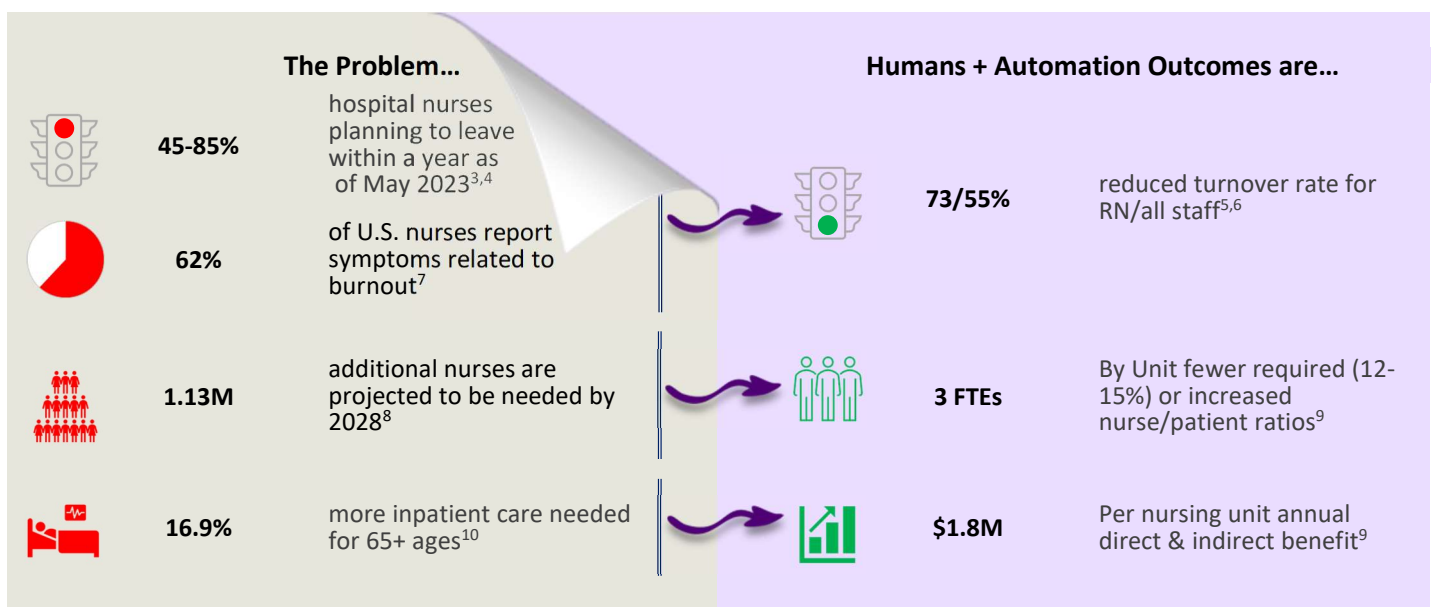 The Problem...
45-85%
hospital nurses
planning to leave
within a year as
of May 2023³,⁴
62%
of U.S. nurses report
symptoms related to
burnout⁷
1.13M
additional nurses are
projected to be needed by
2028⁸
16.9%
more inpatient care needed
for 65+ ages¹⁰
Humans + Automation Outcomes are...
73/55%
reduced turnover rate for
RN/all staff⁵,⁶
3 FTEs
By Unit fewer required (12-
15%) or increased
nurse/patient ratios⁹
$1.8M
Per nursing unit annual
direct & indirect benefit⁹